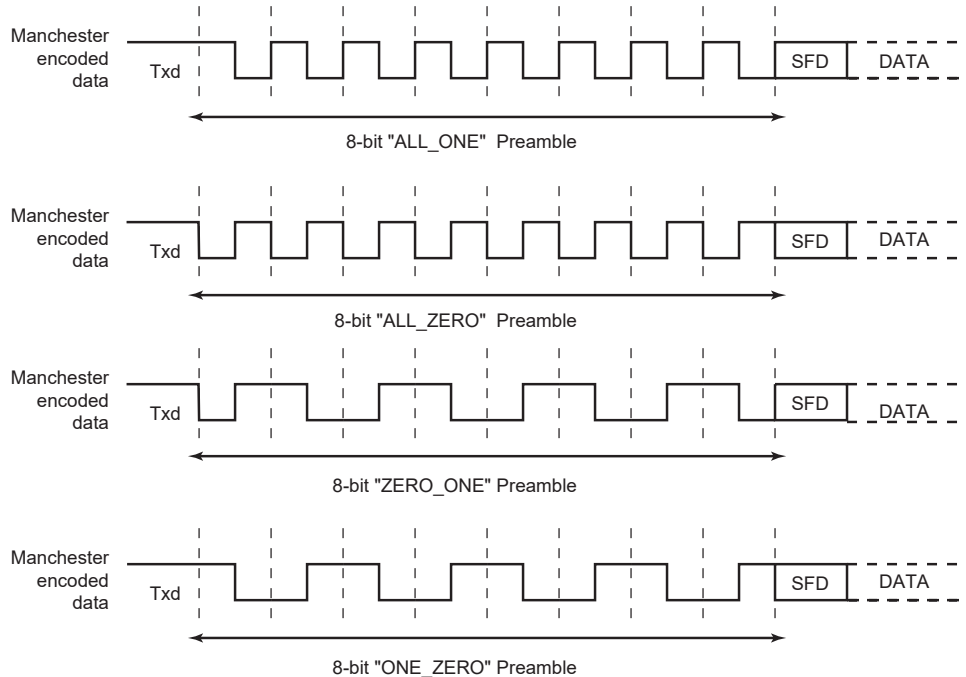 Manchester
encoded
data
Txd
SFD
DATA
8-bit "ALL_ONE" Preamble
Manchester
encoded
data
Txd
SFD
DATA
8-bit "ALL_ZERO" Preamble
Manchester
encoded
data
Txd
SFD
DATA
8-bit "ZERO_ONE" Preamble
Manchester
encoded
data
Txd
SFD
DATA
8-bit "ONE_ZERO" Preamble